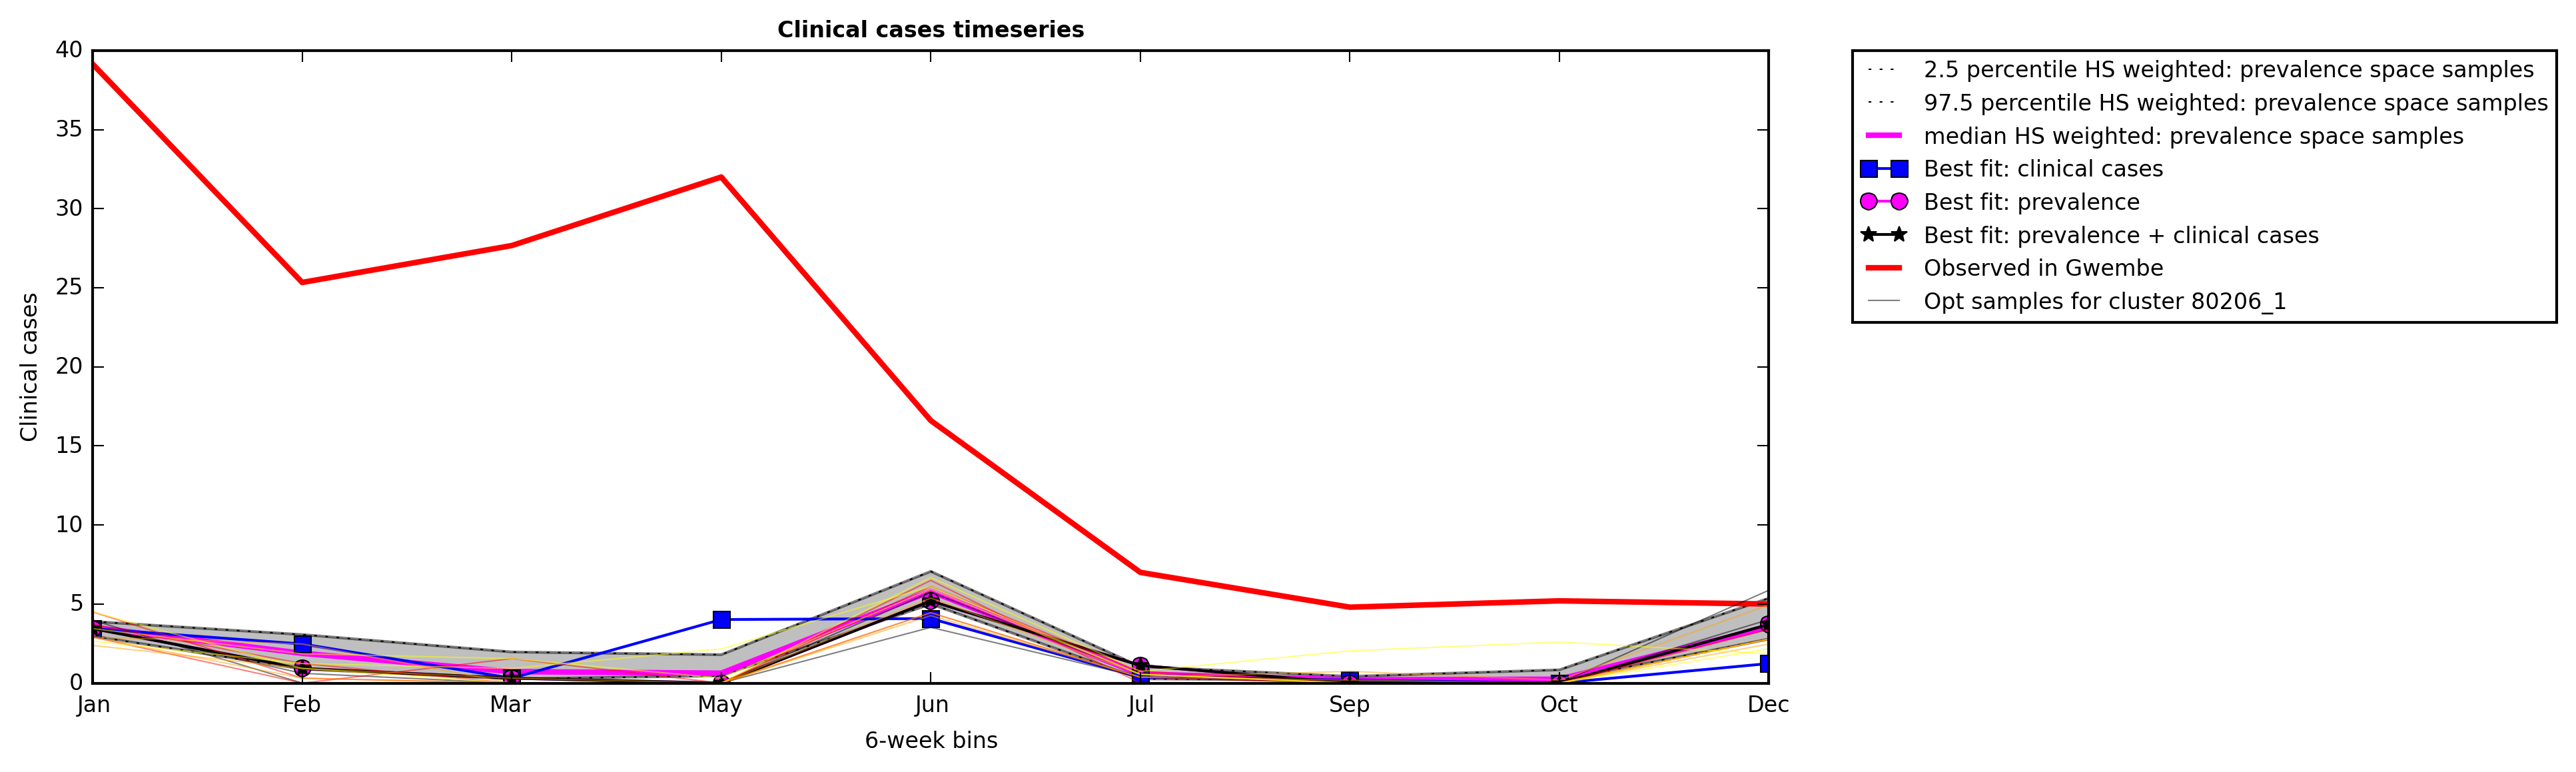 Clinical cases timeseries
40
35
30
25
20
15
10
5
0
Clinical cases
Jan Feb Mar May Jun Jul Sep Oct Dec
6-week bins
2.5 percentile HS weighted: prevalence space samples
97.5 percentile HS weighted: prevalence space samples
median HS weighted: prevalence space samples
Best fit: clinical cases
Best fit: prevalence
Best fit: prevalence + clinical cases
Observed in Gwembe
Opt samples for cluster 80206_1